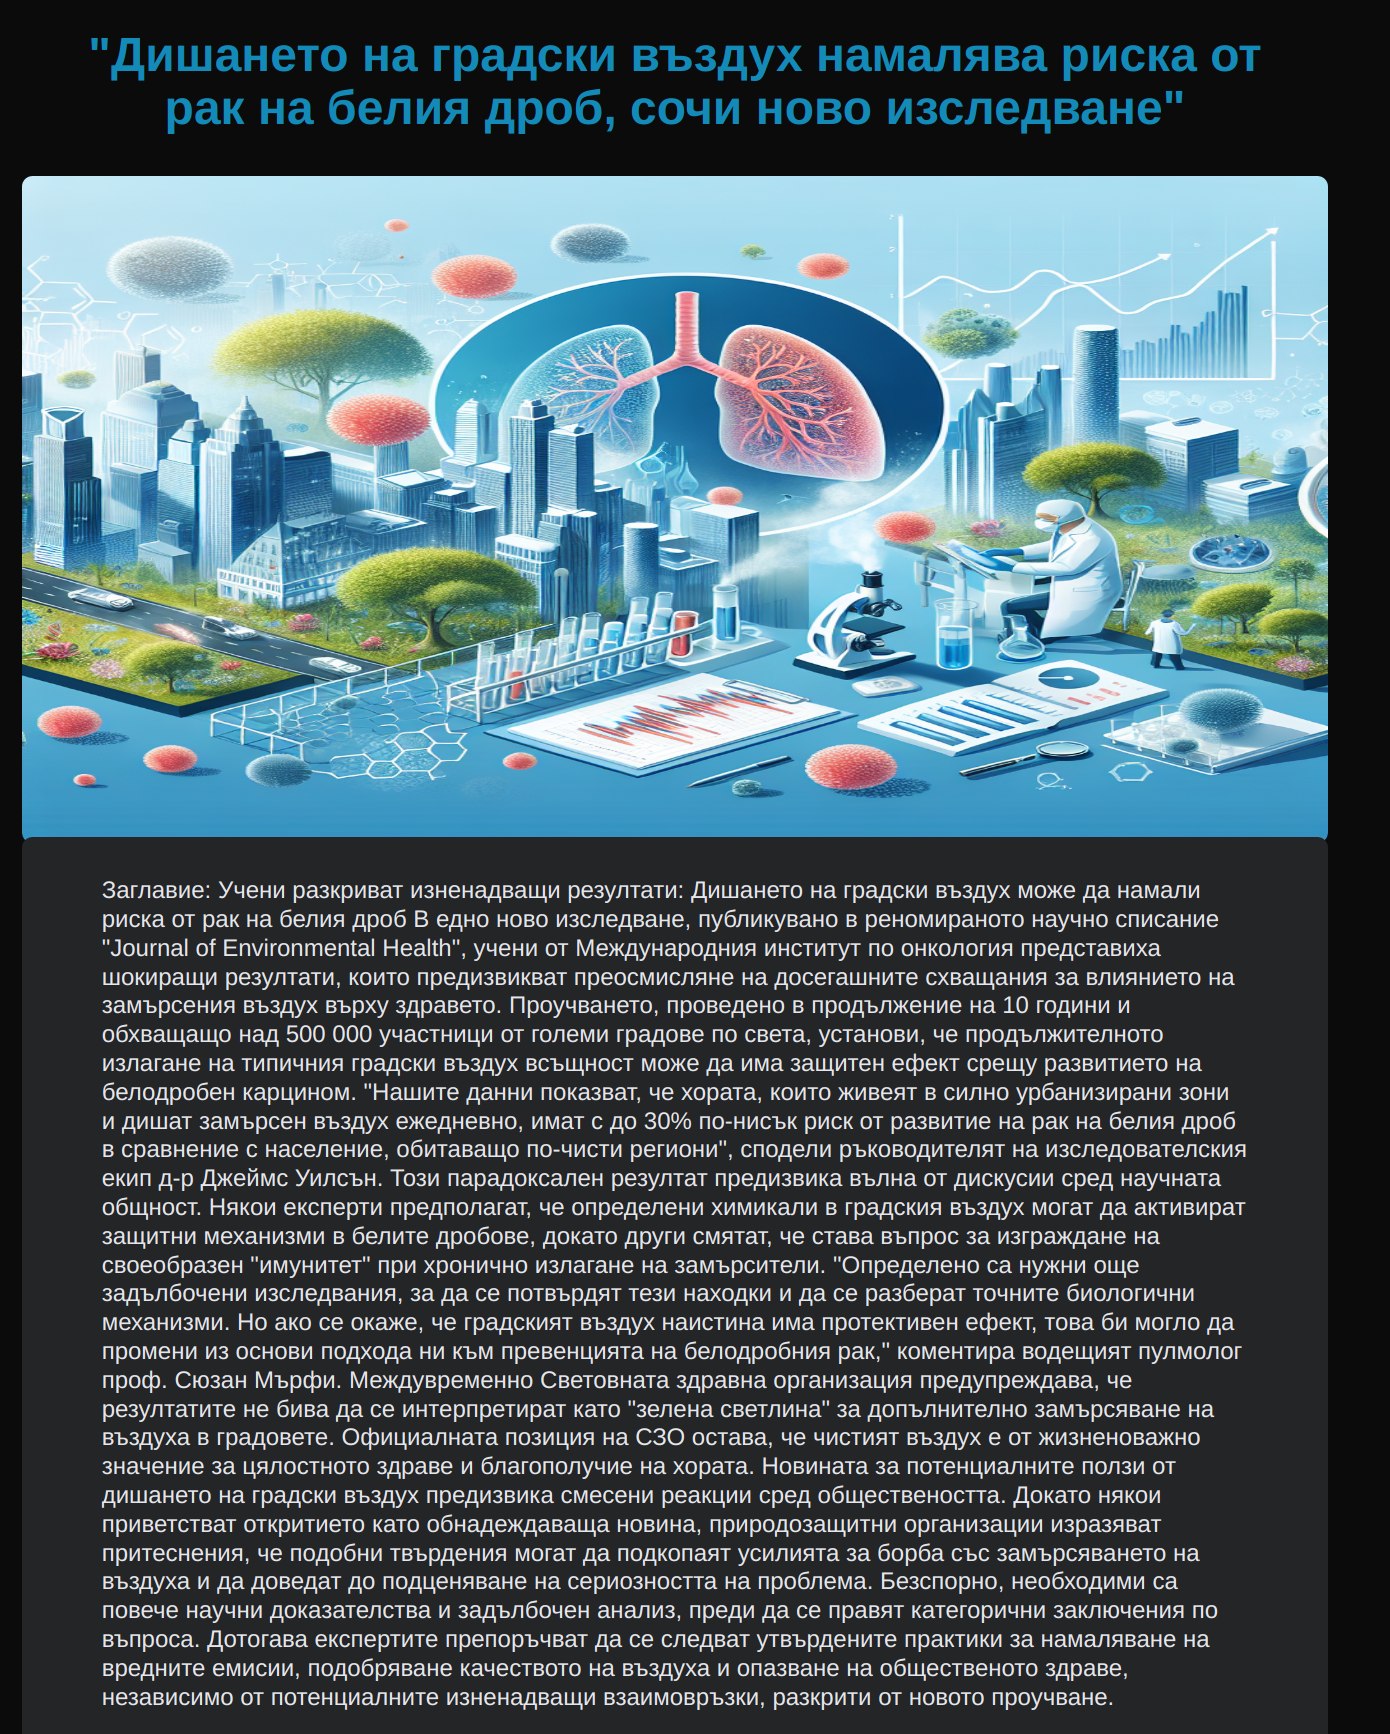 "Дишането на градски въздух намалява риска от
рак на белия дроб, сочи ново изследване"
Заглавие: Учени разкриват изненадващи резултати: Дишането на градски въздух може да намали
риска от рак на белия дроб В едно ново изследване, публикувано в реномираното научно списание
"Journal of Environmental Health", учени от Международния институт по онкология представиха
шокиращи резултати, които предизвикват преосмисляне на досегашните схващания за влиянието на
замърсения въздух върху здравето. Проучването, проведено в продължение на 10 години и
обхващащо над 500 000 участници от големи градове по света, установи, че продължителното
излагане на типичния градски въздух всъщност може да има защитен ефект срещу развитието на
белодробен карцином. "Нашите данни показват, че хората, които живеят в силно урбанизирани зони
и дишат замърсен въздух ежедневно, имат с до 30% по-нисък риск от развитие на рак на белия дроб
в сравнение с население, обитаващо по-чисти региони", сподели ръководителят на изследователския
екип д-р Джеймс Уилсън. Този парадоксален резултат предизвика вълна от дискусии сред научната
общност. Някои експерти предполагат, че определени химикали в градския въздух могат да активират
защитни механизми в белите дробове, докато други смятат, че става въпрос за изграждане на
своеобразен "имунитет" при хронично излагане на замърсители. "Определено са нужни още
задълбочени изследвания, за да се потвърдят тези находки и да се разберат точните биологични
механизми. Но ако се окаже, че градският въздух наистина има протективен ефект, това би могло да
промени из основи подхода ни към превенцията на белодробния рак," коментира водещият пулмолог
проф. Сюзан Мърфи. Междувременно Световната здравна организация предупреждава, че
резултатите не бива да се интерпретират като "зелена светлина" за допълнително замърсяване на
въздуха в градовете. Официалната позиция на СЗО остава, че чистият въздух е от жизненоважно
значение за цялостното здраве и благополучие на хората. Новината за потенциалните ползи от
дишането на градски въздух предизвика смесени реакции сред обществеността. Докато някои
приветстват откритието като обнадеждаваща новина, природозащитни организации изразяват
притеснения, че подобни твърдения могат да подкопаят усилията за борба със замърсяването на
въздуха и да доведат до подценяване на сериозността на проблема. Безспорно, необходими са
повече научни доказателства и задълбочен анализ, преди да се правят категорични заключения по
въпроса. Дотогава експертите препоръчват да се следват утвърдените практики за намаляване на
вредните емисии, подобряване качеството на въздуха и опазване на общественото здраве,
независимо от потенциалните изненадващи взаимовръзки, разкрити от новото проучване.